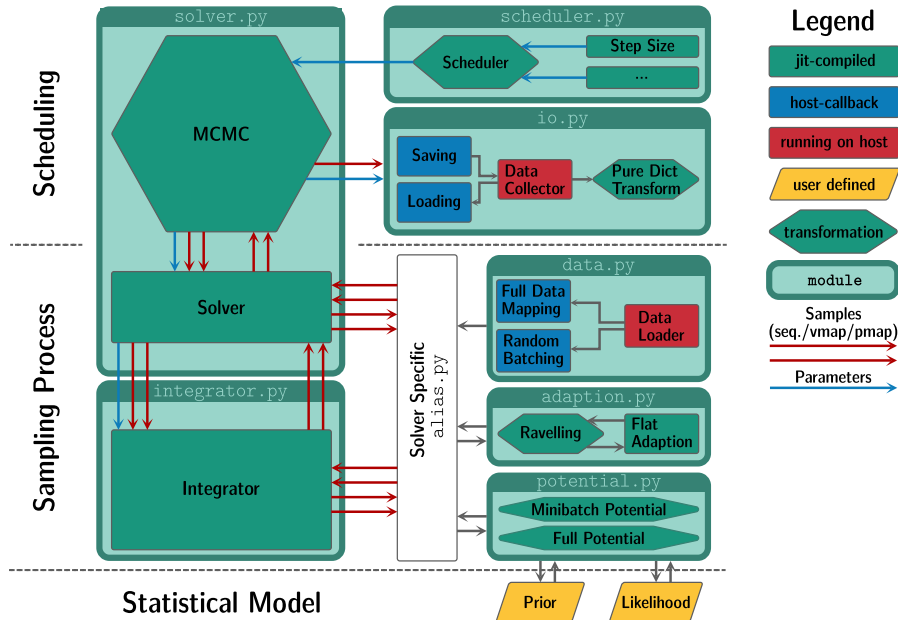 solver.py
scheduler.py
Legend
Scheduler
Step Size
...
jit-compiled
host-callback
running on host
user defined
transformation
module
Samples
(seq./vmap/pmap)
Parameters
Scheduling
MCMC
io.py
Saving
Loading
Data
Collector
Pure Dict
Transform
Sampling Process
Solver
Solver Specific
alias.py
data.py
Full Data
Mapping
Random
Batching
Data
Loader
integrator.py
Integrator
adaption.py
Ravelling
Flat
Adaption
potential.py
Minibatch Potential
Full Potential
Statistical Model
Prior
Likelihood